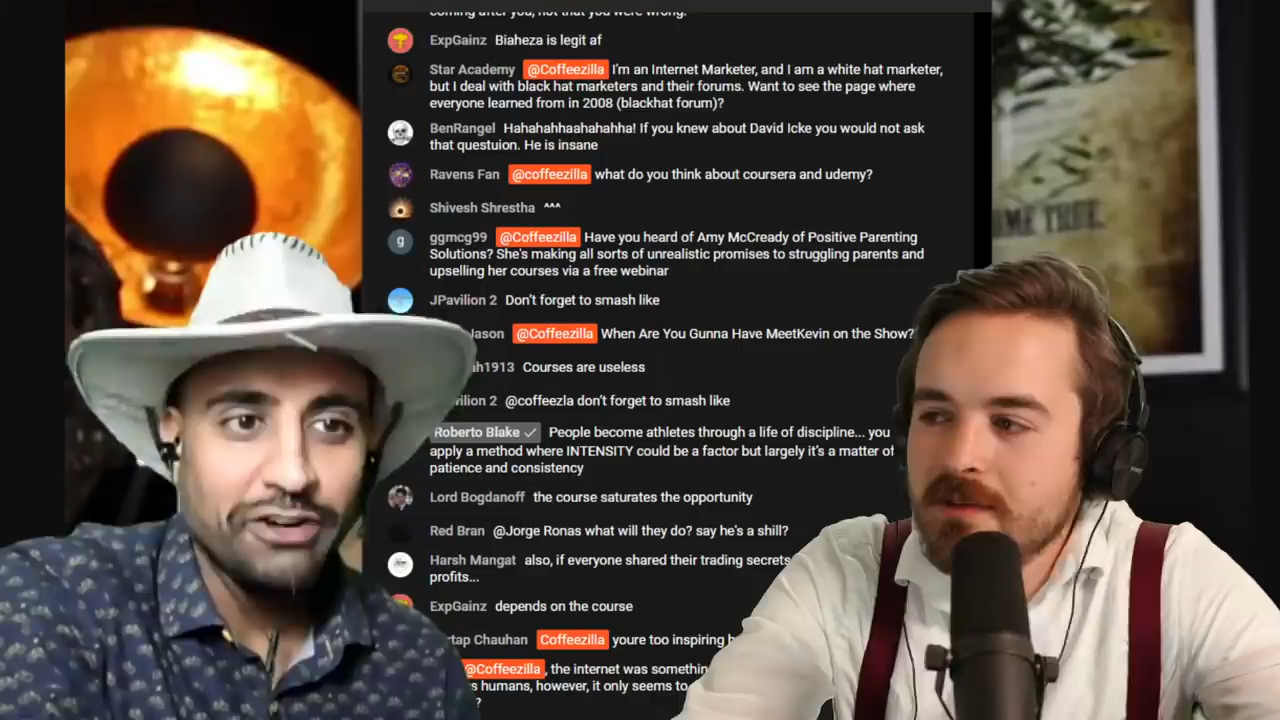 coming after you, not that you were wrong.
ExpGainz Biaheza is legit af
Star Academy @Coffeezilla I'm an Internet Marketer, and I am a white hat marketer,
but I deal with black hat marketers and their forums. Want to see the page where
everyone learned from in 2008 (blackhat forum)?
BenRangel Hahahahhaahahahha! If you knew about David Icke you would not ask
that questuion. He is insane
Ravens Fan @coffeezilla what do you think about coursera and udemy?
Shivesh Shrestha ^^^
OME TRUE.
g
ggmcg99 @Coffeezilla Have you heard of Amy McCready of Positive Parenting
Solutions? She's making all sorts of unrealistic promises to struggling parents and
upselling her courses via a free webinar
JPavilion 2 Don't forget to smash like
Jason @Coffeezilla When Are You Gunna Have MeetKevin on the Show?
h1913 Courses are useless
ilion 2 @coffeezla don't forget to smash like
Roberto Blake ✓ People become athletes through a life of discipline... you
apply a method where INTENSITY could be a factor but largely it's a matter of
patience and consistency
Lord Bogdanoff the course saturates the opportunity
Red Bran @Jorge Ronas what will they do? say he's a shill?
Harsh Mangat also, if everyone shared their trading secrets
profits...
ExpGainz depends on the course
rtap Chauhan Coffeezilla youre too inspiring
@Coffeezilla, the internet was somethin
s humans, however, it only seems to
?